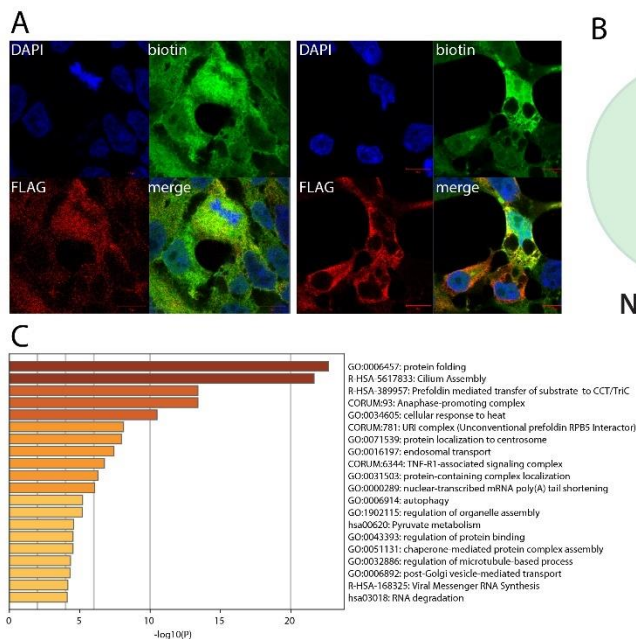 A
B
DAPI
biotin
DAPI
biotin
FLAG
merge
FLAG
merge
N
C
GO:0006457: protein folding
R-HSA-5617833: Cilium Assembly
R-HSA-389957: Prefoldin mediated transfer of substrate to CCT/TriC
CORUM:93: Anaphase-promoting complex
GO:0034605: cellular response to heat
CORUM:781: URI complex (Unconventional prefoldin RPB5 Interactor)
GO:0071539: protein localization to centrosome
GO:0016197: endosomal transport
CORUM:6344: TNF-R1-associated signaling complex
GO:0031503: protein-containing complex localization
GO:0000289: nuclear-transcribed mRNA poly(A) tail shortening
GO:0006914: autophagy
GO:1902115: regulation of organelle assembly
hsa00620: Pyruvate metabolism
GO:0043393: regulation of protein binding
GO:0051131: chaperone-mediated protein complex assembly
GO:0032886: regulation of microtubule-based process
GO:0006892: post-Golgi vesicle-mediated transport
R-HSA-168325: Viral Messenger RNA Synthesis
hsa03018: RNA degradation
0 5 10 15 20
-log10(P)